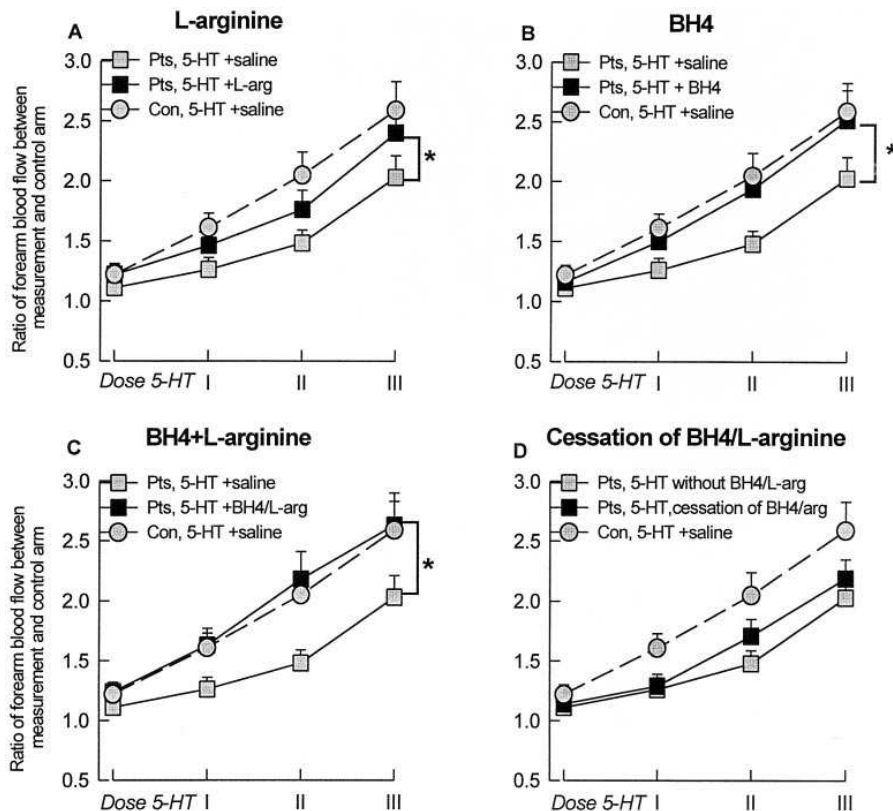 L-arginine
A
Pts, 5-HT +saline
Pts, 5-HT +L-arg
Con, 5-HT +saline
3.0
2.5
2.0
1.5
1.0
0.5
*
Ratio of forearm blood flow between
measurement and control arm
Dose 5-HT I II III
BH4
B
Pts, 5-HT +saline
Pts, 5-HT + BH4
Con, 5-HT +saline
3.0
2.5
2.0
1.5
1.0
0.5
*
Dose 5-HT I II III
BH4+L-arginine
C
Pts, 5-HT +saline
Pts, 5-HT +BH4/L-arg
Con, 5-HT +saline
3.0
2.5
2.0
1.5
1.0
0.5
*
Ratio of forearm blood flow between
measurement and control arm
Dose 5-HT I II III
D Cessation of BH4/L-arginine
Pts, 5-HT without BH4/L-arg
Pts, 5-HT,cessation of BH4/arg
Con, 5-HT +saline
3.0
2.5
2.0
1.5
1.0
0.5
Dose 5-HT I II III